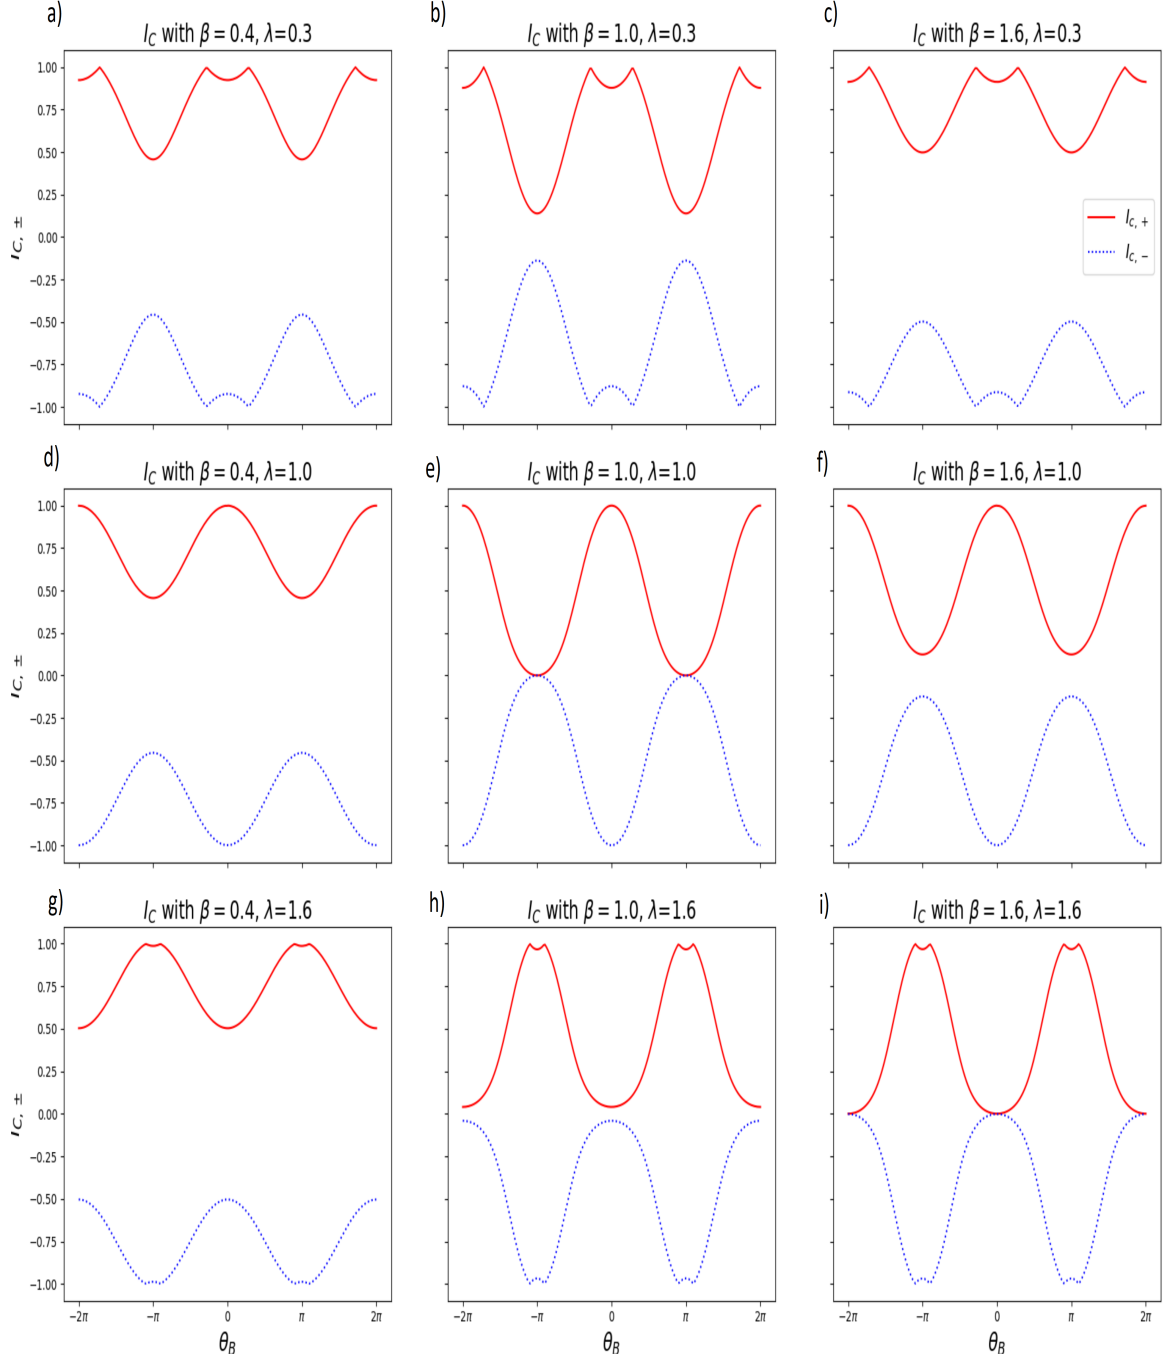 a)
b)
c)
I_C with β = 0.4, λ=0.3
I_C with β = 1.0, λ=0.3
I_C with β = 1.6, λ=0.3
1.00
0.75
0.50
0.25
0.00
−0.25
−0.50
−0.75
−1.00
I_{C, ±}
I_{C, +}
I_{C, −}
d)
e)
f)
I_C with β = 0.4, λ=1.0
I_C with β = 1.0, λ=1.0
I_C with β = 1.6, λ=1.0
1.00
0.75
0.50
0.25
0.00
−0.25
−0.50
−0.75
−1.00
I_{C, ±}
g)
h)
i)
I_C with β = 0.4, λ=1.6
I_C with β = 1.0, λ=1.6
I_C with β = 1.6, λ=1.6
1.00
0.75
0.50
0.25
0.00
−0.25
−0.50
−0.75
−1.00
I_{C, ±}
−2π −π 0 π 2π
−2π −π 0 π 2π
−2π −π 0 π 2π
θ_B
θ_B
θ_B